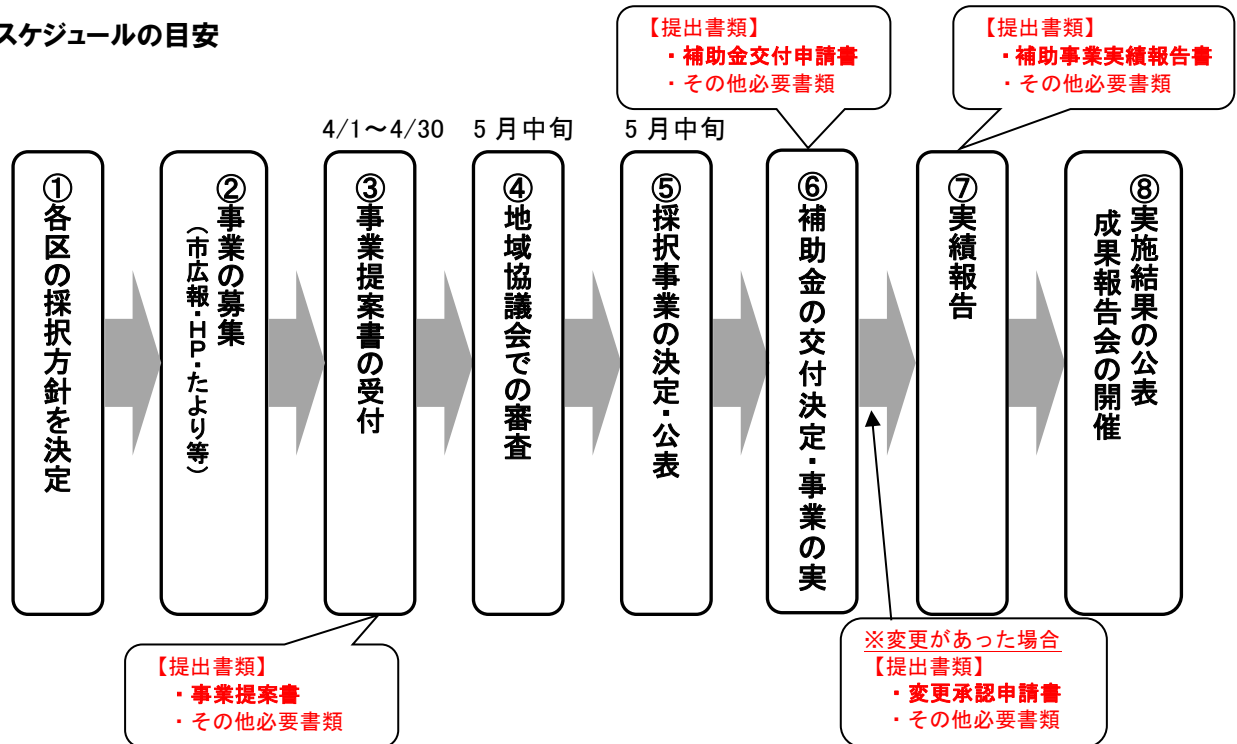 スケジュールの目安
【提出書類】
・補助金交付申請書
・その他必要書類
【提出書類】
・補助事業実績報告書
・その他必要書類
4/1～4/30
5月中旬
5月中旬
①各区の採択方針を決定
②事業の募集
（市広報・HP・たより等）
③事業提案書の受付
④地域協議会での審査
⑤採択事業の決定・公表
⑥補助金の交付決定・事業の実
⑦実績報告
⑧実施結果の公表
成果報告会の開催
【提出書類】
・事業提案書
・その他必要書類
※変更があった場合
【提出書類】
・変更承認申請書
・その他必要書類